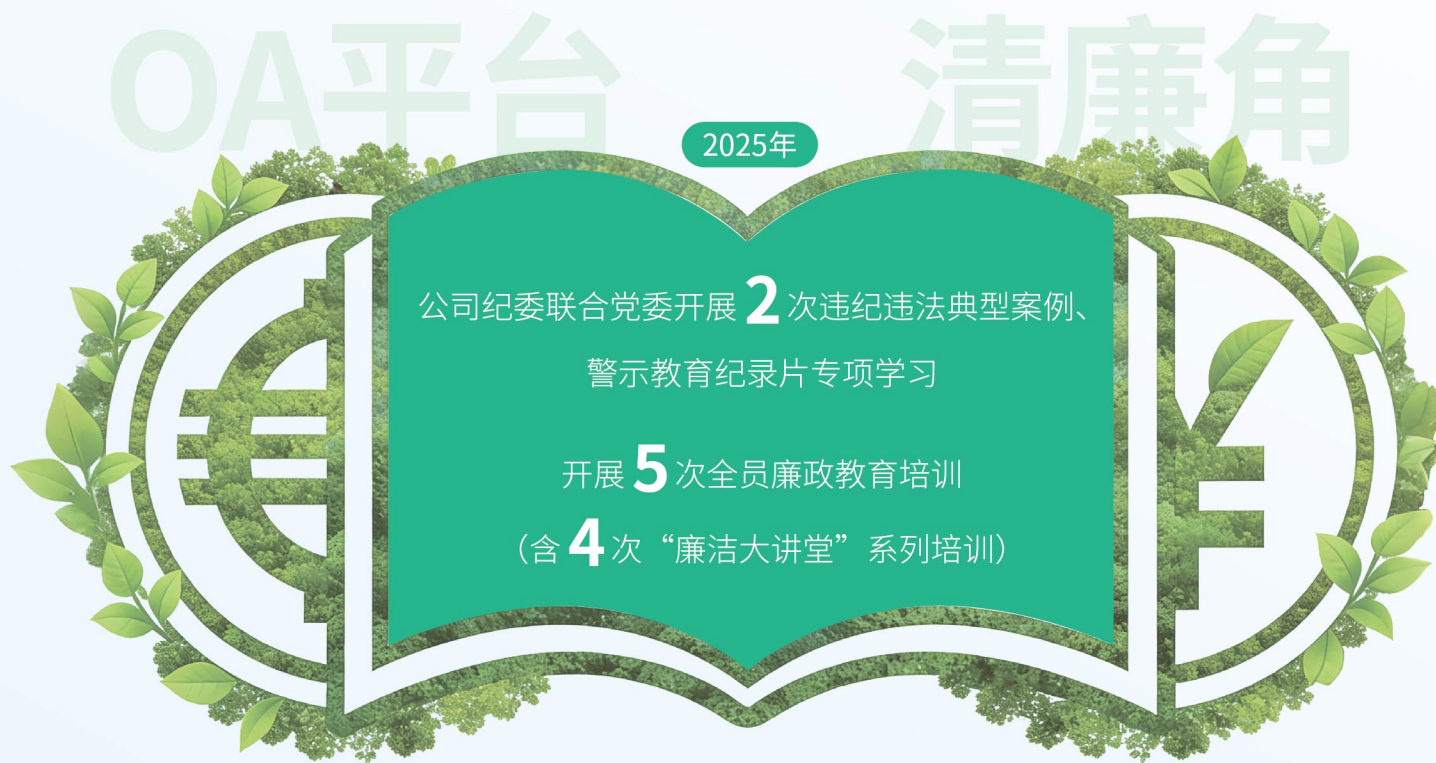 OA平台 清廉角
2025年
公司纪委联合党委开展 2 次违纪违法典型案例、
警示教育纪录片专项学习
开展 5 次全员廉政教育培训
（含 4 次“廉洁大讲堂”系列培训）